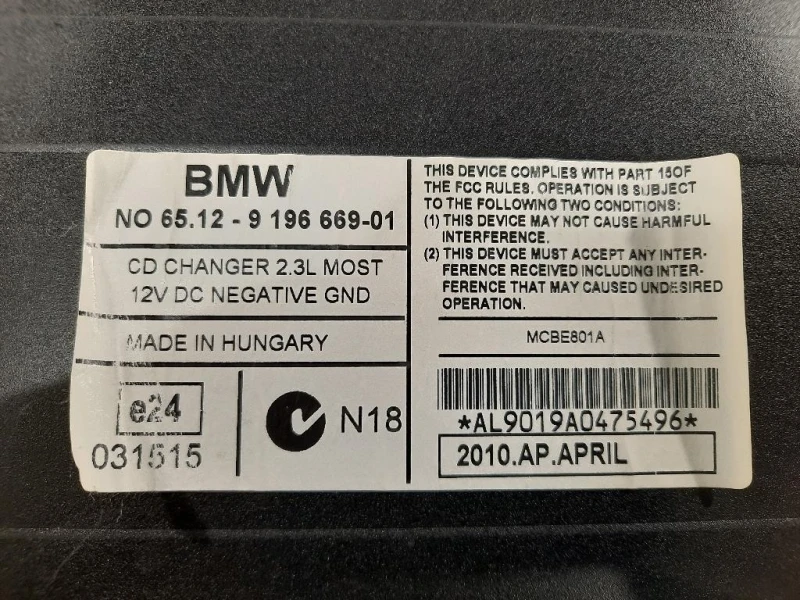 BMW
NO 65.12 - 9 196 669-01
CD CHANGER 2.3L MOST
12V DC NEGATIVE GND
MADE IN HUNGARY
e24
031515
N18
THIS DEVICE COMPLIES WITH PART 15OF
THE FCC RULES. OPERATION IS SUBJECT
TO THE FOLLOWING TWO CONDITIONS:
(1) THIS DEVICE MAY NOT CAUSE HARMFUL
INTERFERENCE.
(2) THIS DEVICE MUST ACCEPT ANY INTER-
FERENCE RECEIVED INCLUDING INTER-
FERENCE THAT MAY CAUSED UNDESIRED
OPERATION.
MCBE801A
*AL9019A0475496*
2010.AP.APRIL